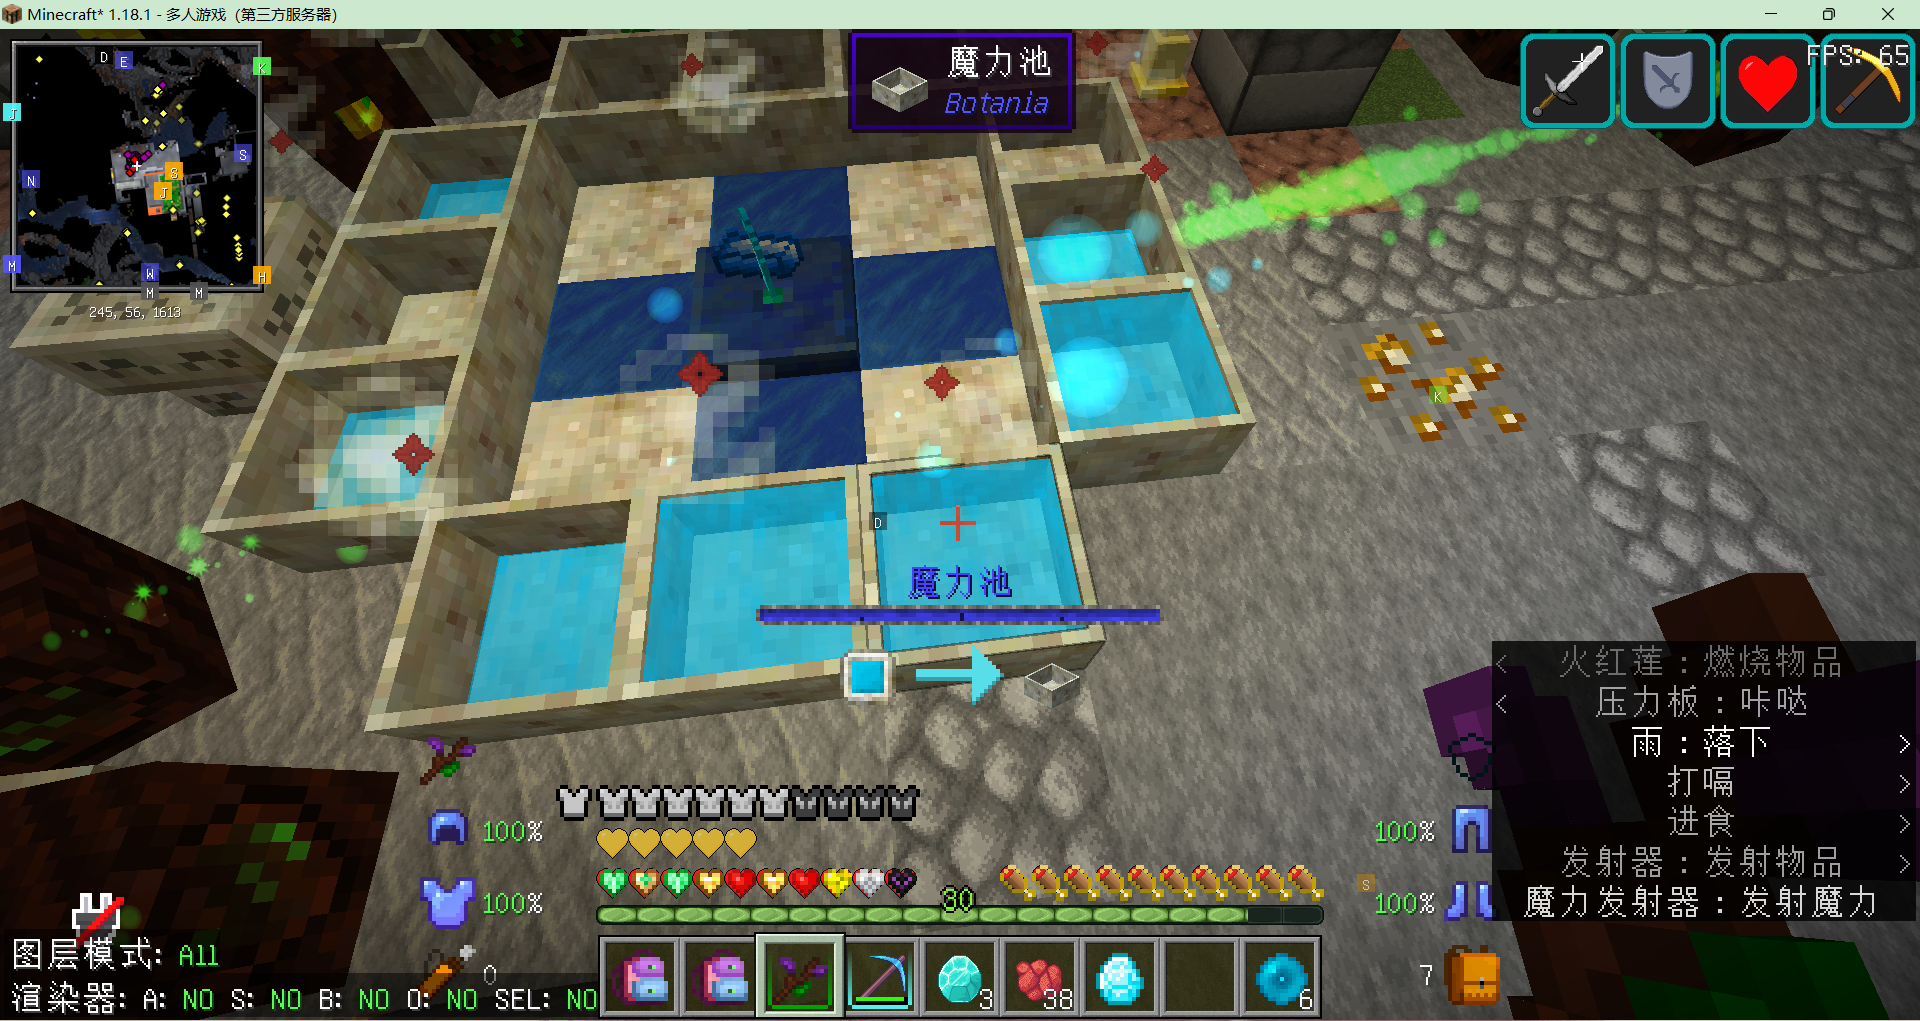 Minecraft* 1.18.1 - 多人游戏（第三方服务器）
魔力池
Botania
FPS: 65
D
E
K
J
S
S
N
J
M
W
H
M
M
245, 56, 1613
K
D
魔力池
火红莲：燃烧物品
压力板：咔哒
雨：落下
打嗝
进食
发射器：发射物品
魔力发射器：发射魔力
100%
100%
100%
100%
30
S
图层模式: All
0
渲染器: A: NO S: NO B: NO O: NO SEL: NO
3
38
6
7